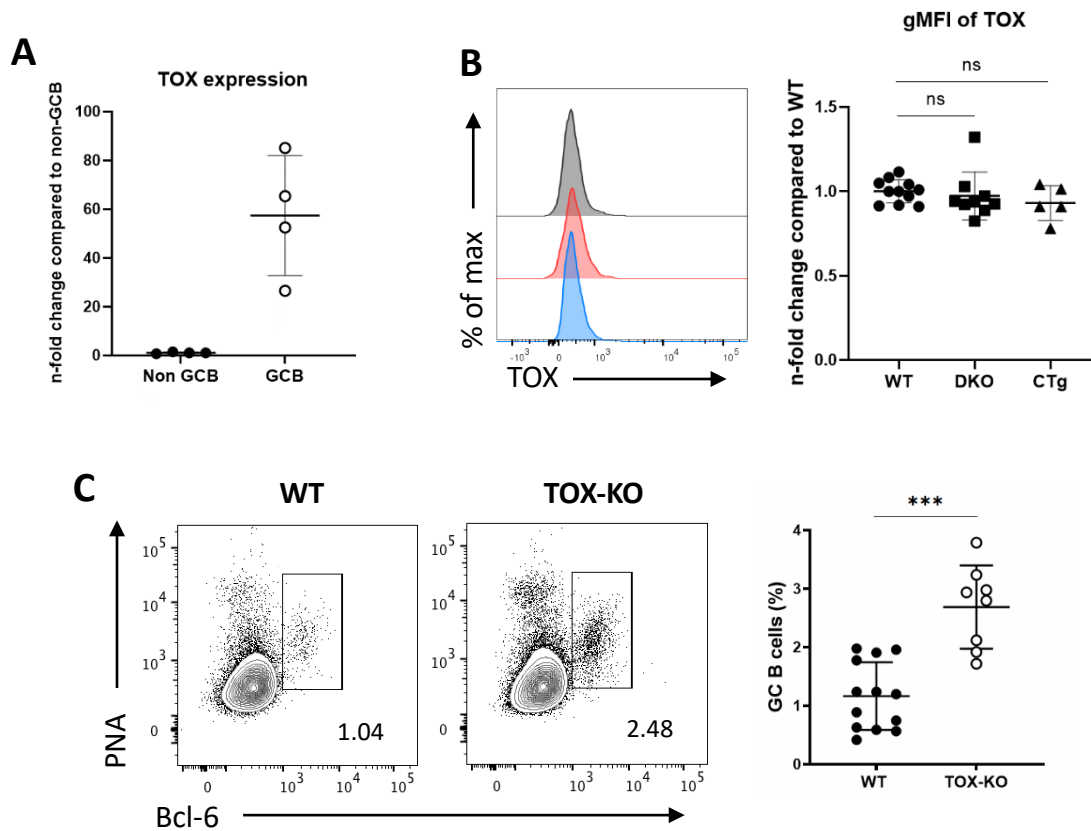 A
TOX expression
n-fold change compared to non-GCB
100
80
60
40
20
0
Non GCB
GCB
B
% of max
-10³
0
10³
10⁴
10⁵
TOX
gMFI of TOX
ns
ns
n-fold change compared to WT
1.5
1.0
0.5
0.0
WT
DKO
CTg
C
WT
TOX-KO
PNA
10⁵
10⁴
10³
0
1.04
0
10³
10⁴
10⁵
10⁵
10⁴
10³
0
2.48
0
10³
10⁴
10⁵
Bcl-6
***
GC B cells (%)
4
3
2
1
0
WT
TOX-KO